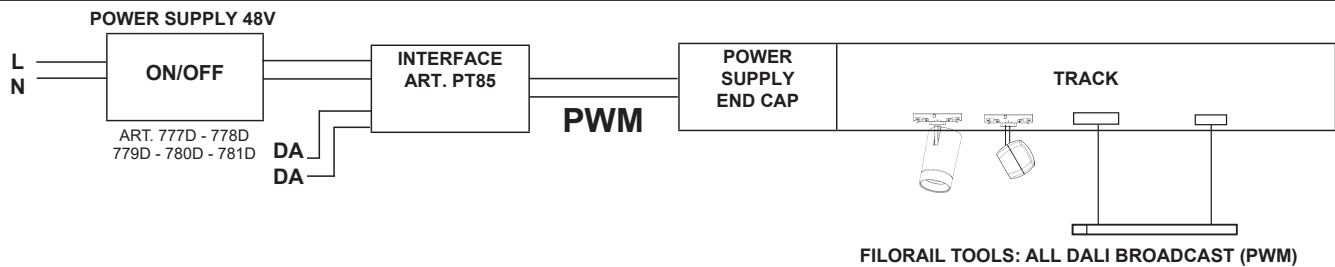 POWER SUPPLY 48V
L
N
ON/OFF
ART. 777D - 778D
779D - 780D - 781D
DA
DA
INTERFACE
ART. PT85
PWM
POWER
SUPPLY
END CAP
TRACK
FILORAIL TOOLS: ALL DALI BROADCAST (PWM)